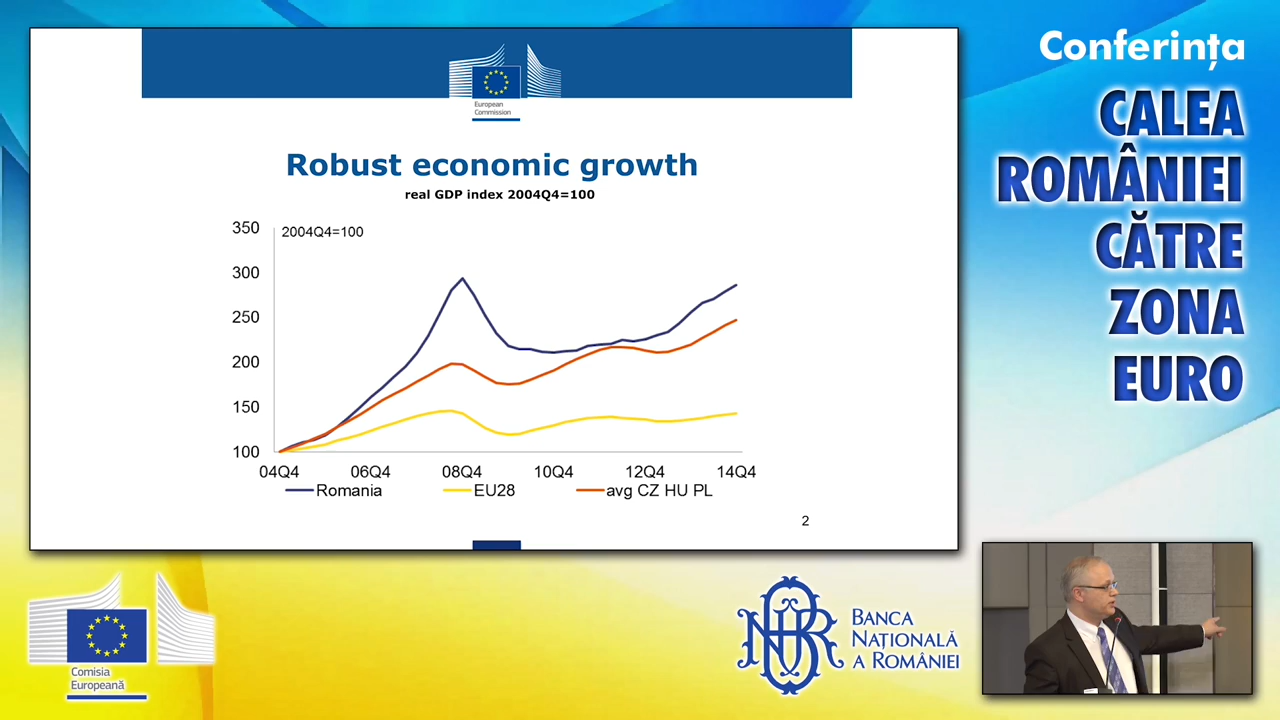 European
Commission
Robust economic growth
real GDP index 2004Q4=100
350
2004Q4=100
300
250
200
150
100
04Q4 06Q4 08Q4 10Q4 12Q4 14Q4
Romania EU28 avg CZ HU PL
2
Conferința
CALEA
ROMÂNIEI
CĂTRE
ZONA
EURO
Comisia
Europeană
BNR
BANCA
NAȚIONALĂ
A ROMÂNIEI